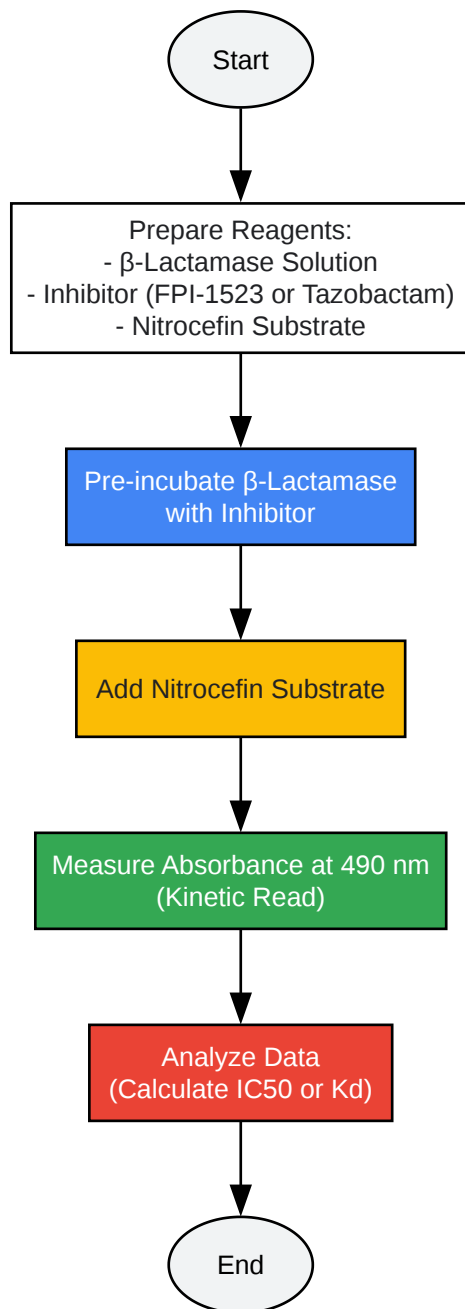 Start
Prepare Reagents:
- β-Lactamase Solution
- Inhibitor (FPI-1523 or Tazobactam)
- Nitrocefin Substrate
Pre-incubate β-Lactamase
with Inhibitor
Add Nitrocefin Substrate
Measure Absorbance at 490 nm
(Kinetic Read)
Analyze Data
(Calculate IC50 or Kd)
End